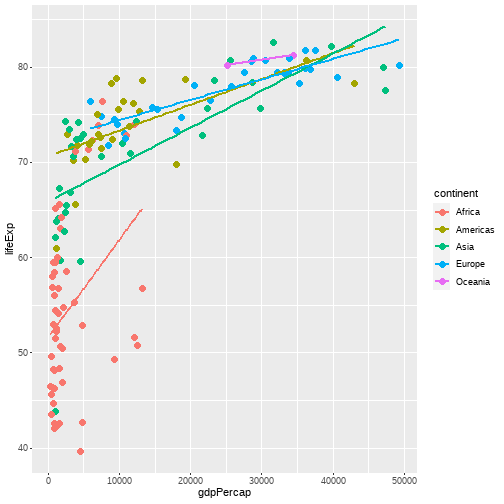 80
70
60
50
40
lifeExp
0
10000
20000
30000
40000
50000
gdpPercap
continent
Africa
Americas
Asia
Europe
Oceania